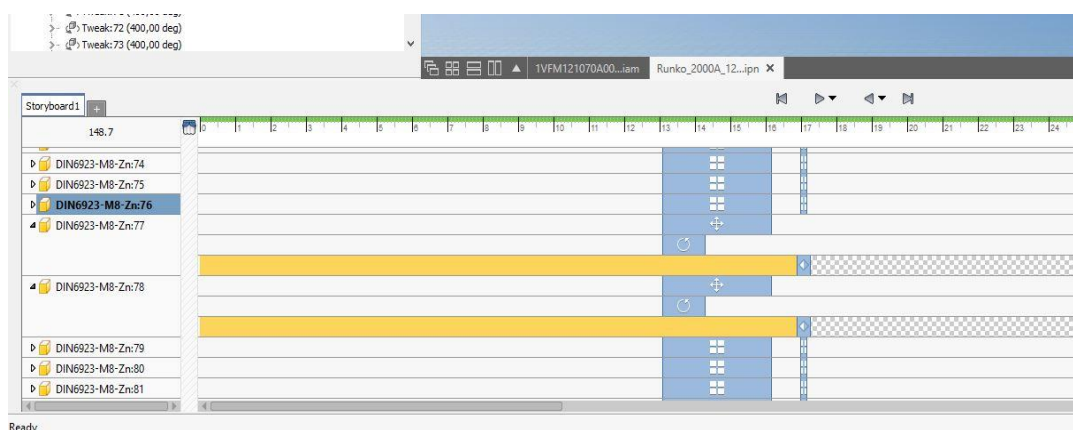 Tweak:72 (400,00 deg)
Tweak:73 (400,00 deg)
1VFM121070A00...iam Runko_2000A_12...ipn X
Storyboard1 +
148.7 0 1 2 3 4 5 6 7 8 9 10 11 12 13 14 15 16 17 18 19 20 21 22 23 24
DIN6923-M8-Zn:74
DIN6923-M8-Zn:75
DIN6923-M8-Zn:76
DIN6923-M8-Zn:77
DIN6923-M8-Zn:78
DIN6923-M8-Zn:79
DIN6923-M8-Zn:80
DIN6923-M8-Zn:81
Ready